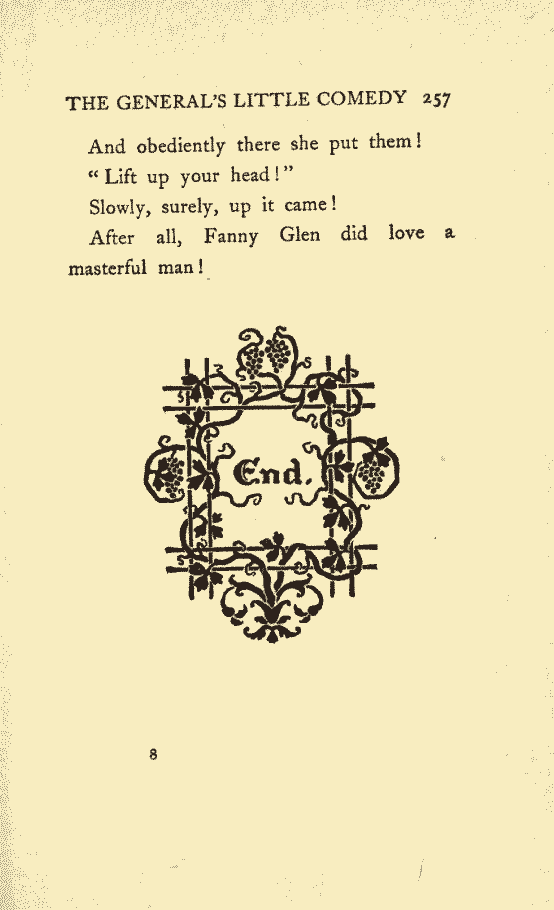 THE GENERAL'S LITTLE COMEDY 257
And obediently there she put them!
“Lift up your head!”
Slowly, surely, up it came!
After all, Fanny Glen did love a
masterful man!
End.
8